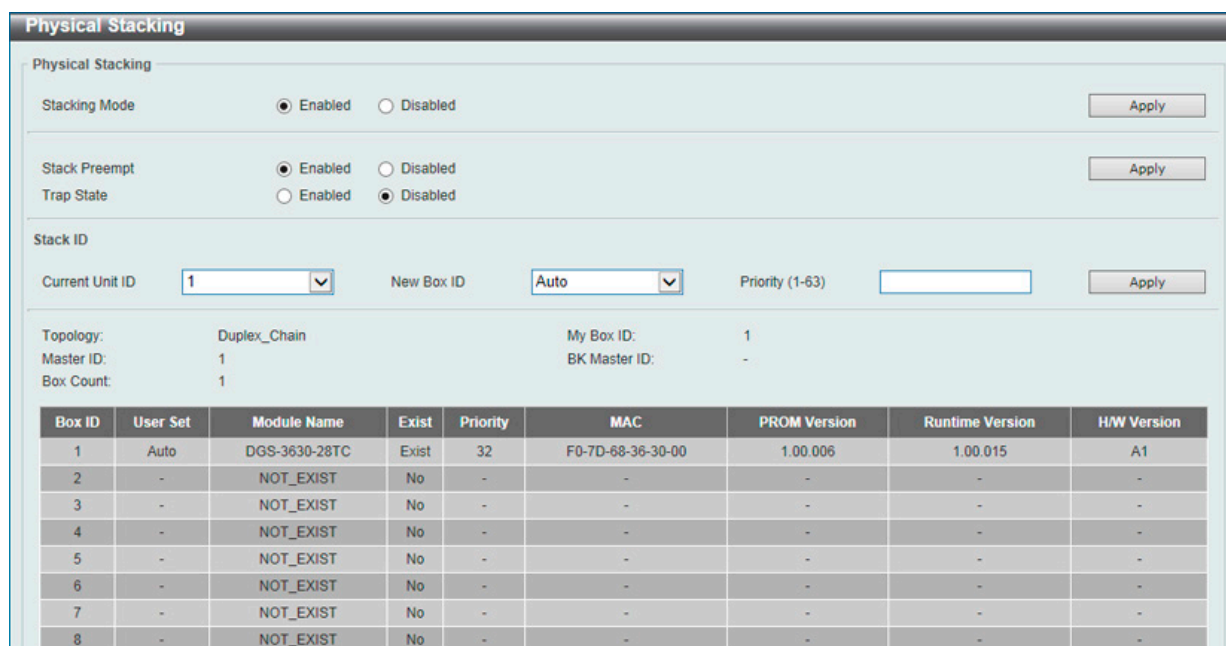 Physical Stacking
Physical Stacking
Stacking Mode Enabled Disabled Apply
Stack Preempt Enabled Disabled Apply
Trap State Enabled Disabled
Stack ID
Current Unit ID 1 New Box ID Auto Priority (1-63) Apply
Topology: Duplex_Chain My Box ID: 1
Master ID: 1 BK Master ID: -
Box Count: 1
Box ID User Set Module Name Exist Priority MAC PROM Version Runtime Version H/W Version
1 Auto DGS-3630-28TC Exist 32 F0-7D-68-36-30-00 1.00.006 1.00.015 A1
2 - NOT_EXIST No - - - - -
3 - NOT_EXIST No - - - - -
4 - NOT_EXIST No - - - - -
5 - NOT_EXIST No - - - - -
6 - NOT_EXIST No - - - - -
7 - NOT_EXIST No - - - - -
8 - NOT_EXIST No - - - - -